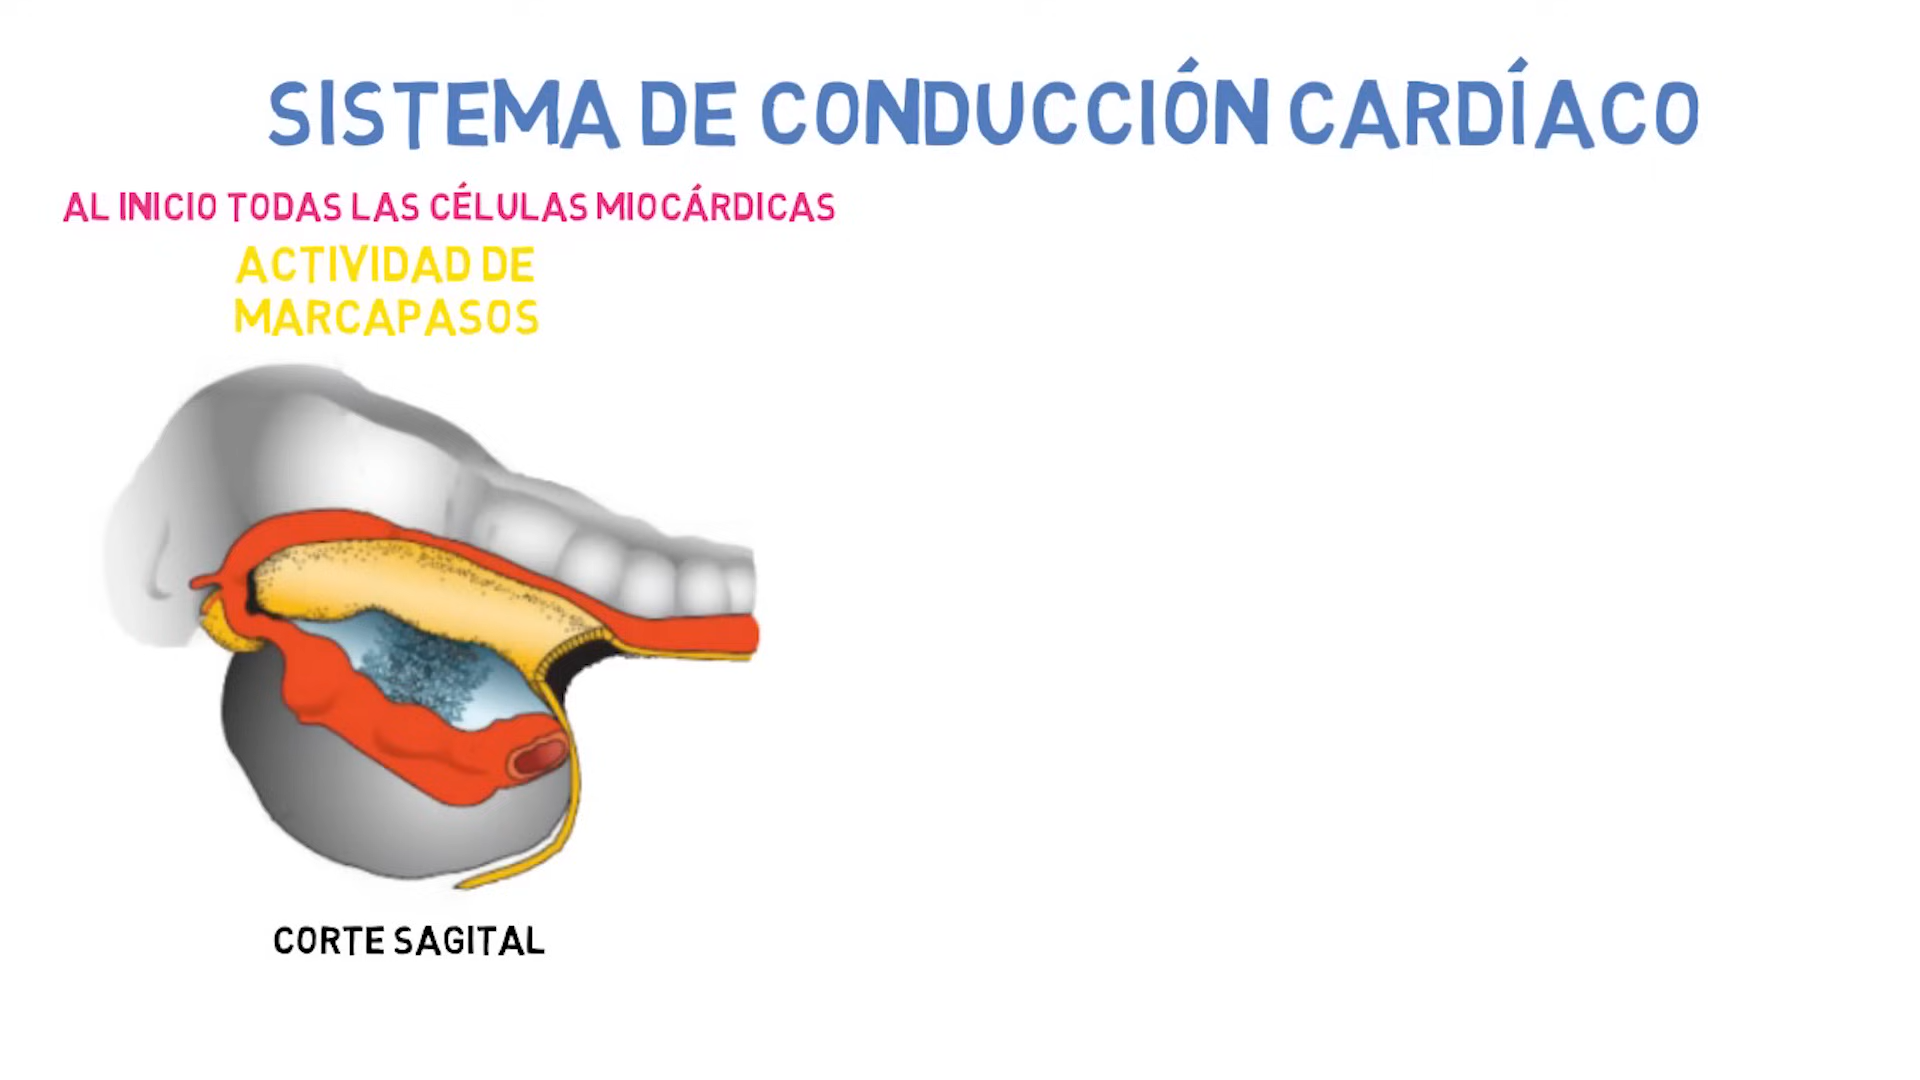 SISTEMA DE CONDUCCIÓN CARDÍACO
AL INICIO TODAS LAS CÉLULAS MIOCÁRDICAS
ACTIVIDAD DE
MARCAPASOS
CORTE SAGITAL